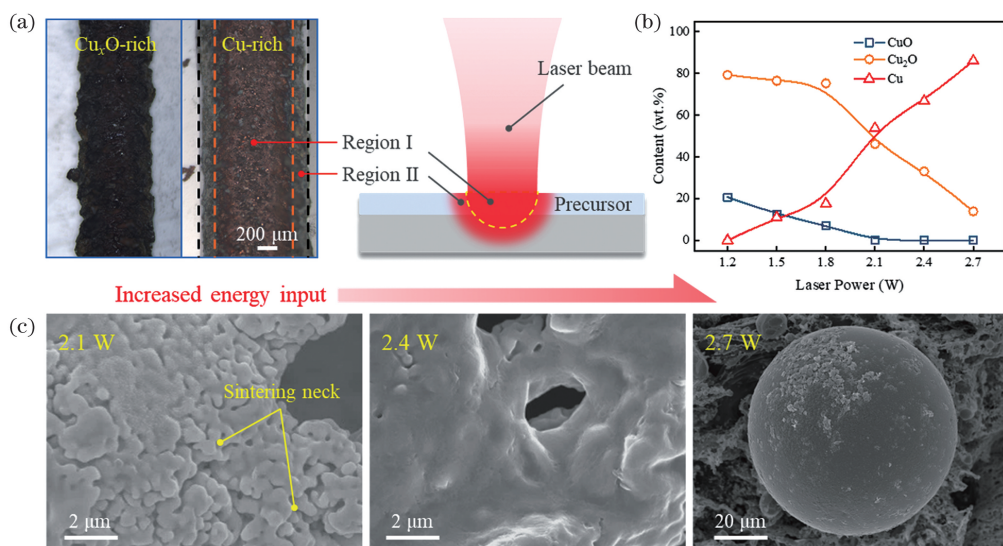 (a)
CuₓO-rich
Cu-rich
Laser beam
Region I
Region II
Precursor
200 μm
(b)
CuO
Cu₂O
Cu
Content (wt.%)
100
80
60
40
20
0
1.2 1.5 1.8 2.1 2.4 2.7
Laser Power (W)
Increased energy input
(c)
2.1 W
Sintering neck
2 μm
2.4 W
2 μm
2.7 W
20 μm